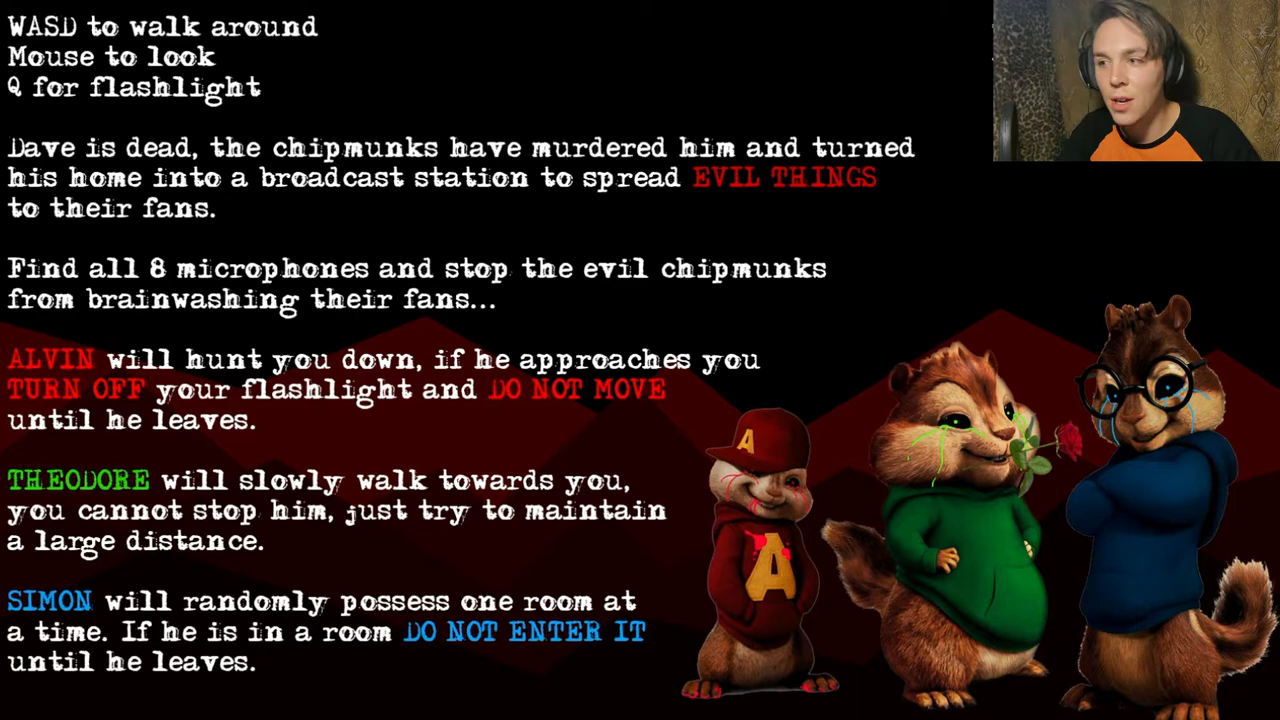 WASD to walk around
Mouse to look
Q for flashlight
Dave is dead, the chipmunks have murdered him and turned
his home into a broadcast station to spread EVIL THINGS
to their fans.
Find all 8 microphones and stop the evil chipmunks
from brainwashing their fans...
ALVIN will hunt you down, if he approaches you
TURN OFF your flashlight and DO NOT MOVE
until he leaves.
THEODORE will slowly walk towards you,
you cannot stop him, just try to maintain
a large distance.
SIMON will randomly possess one room at
a time. If he is in a room DO NOT ENTER IT
until he leaves.
A
A